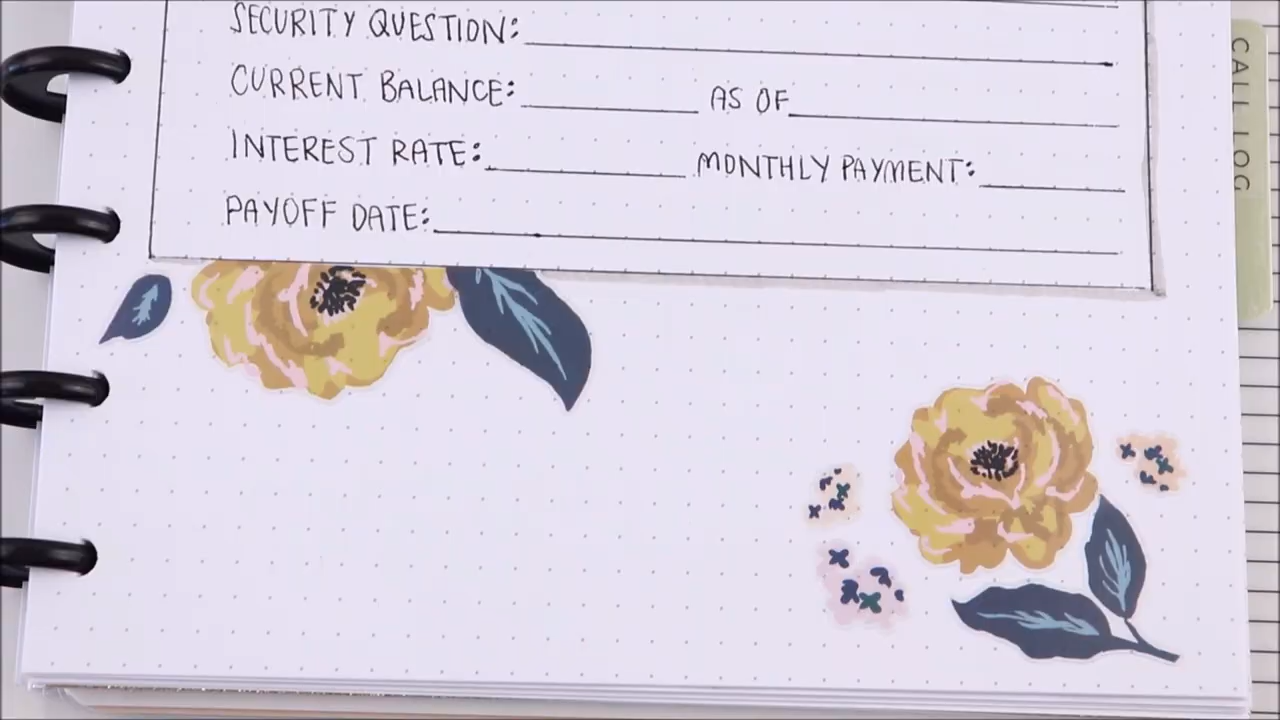 SECURITY QUESTION:
CURRENT BALANCE: AS OF
INTEREST RATE: MONTHLY PAYMENT:
PAYOFF DATE:
CALL LOG